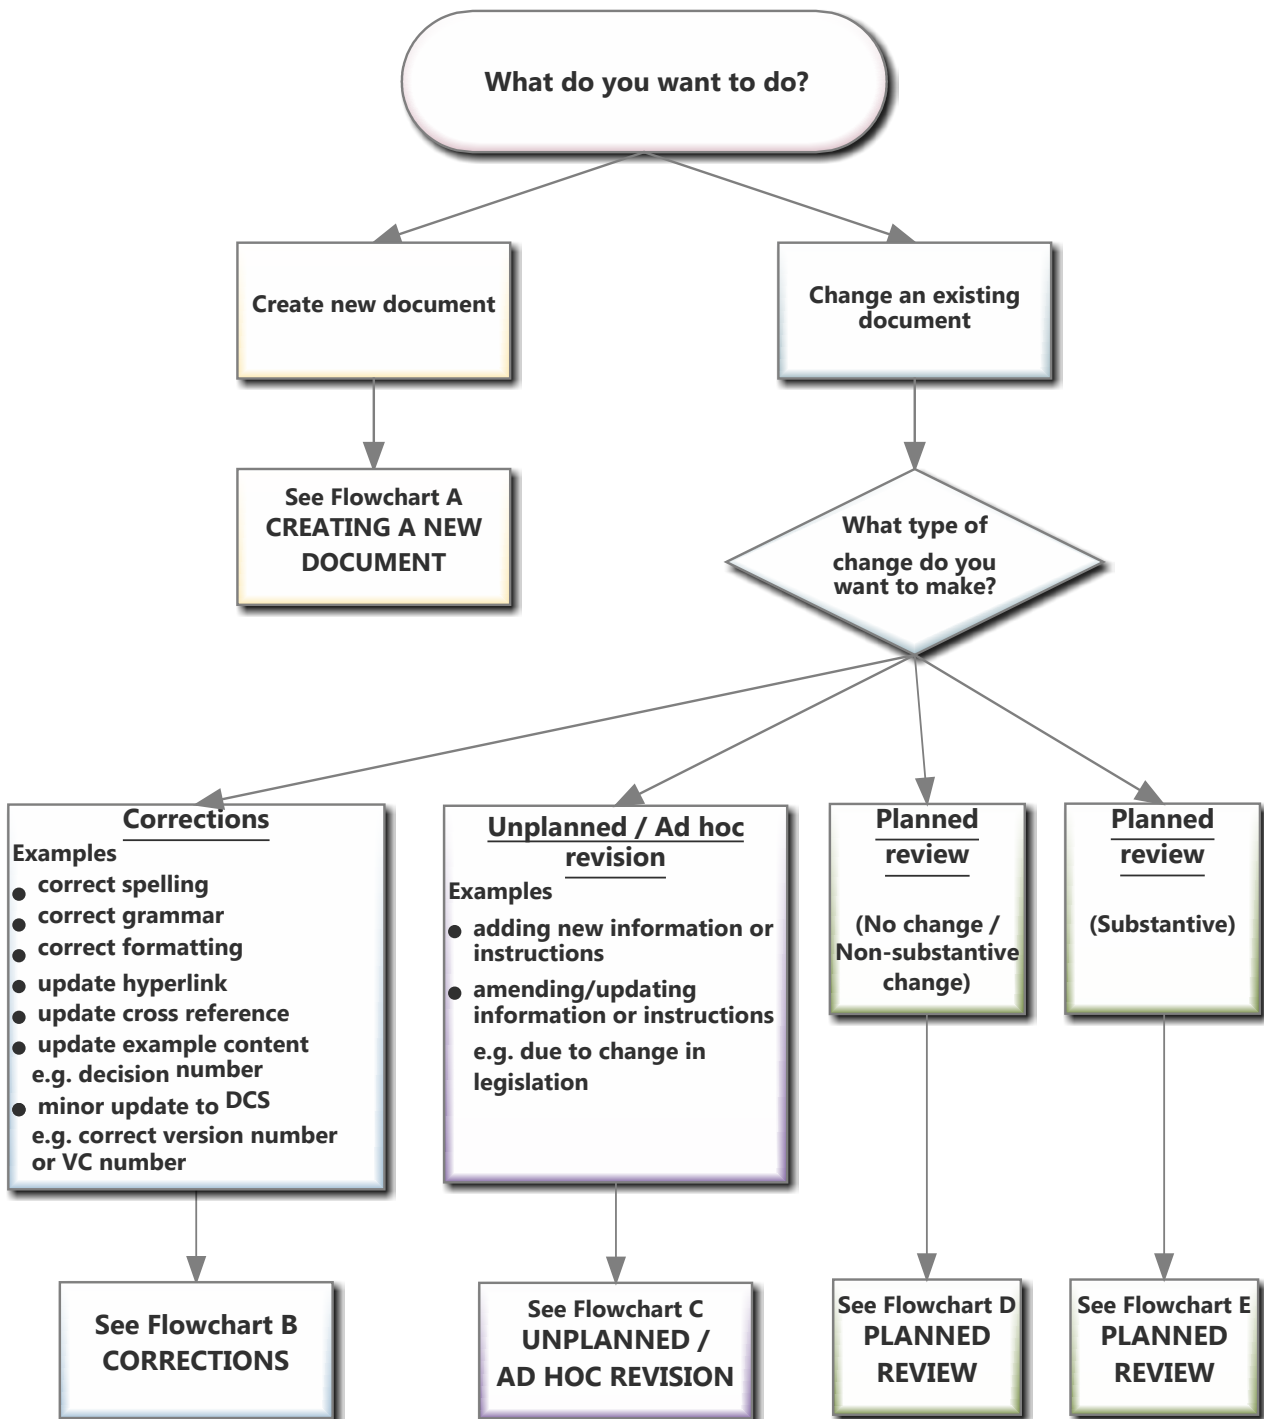 What do you want to do?
Create new document
Change an existing
document
See Flowchart A
CREATING A NEW
DOCUMENT
What type of
change do you
want to make?
Corrections
Examples
● correct spelling
● correct grammar
● correct formatting
● update hyperlink
● update cross reference
● update example content
e.g. decision number
● minor update to DCS
e.g. correct version number
or VC number
Unplanned / Ad hoc
revision
Examples
● adding new information or
instructions
● amending/updating
information or instructions
e.g. due to change in
legislation
Planned
review
(No change /
Non-substantive
change)
Planned
review
(Substantive)
See Flowchart B
CORRECTIONS
See Flowchart C
UNPLANNED /
AD HOC REVISION
See Flowchart D
PLANNED
REVIEW
See Flowchart E
PLANNED
REVIEW